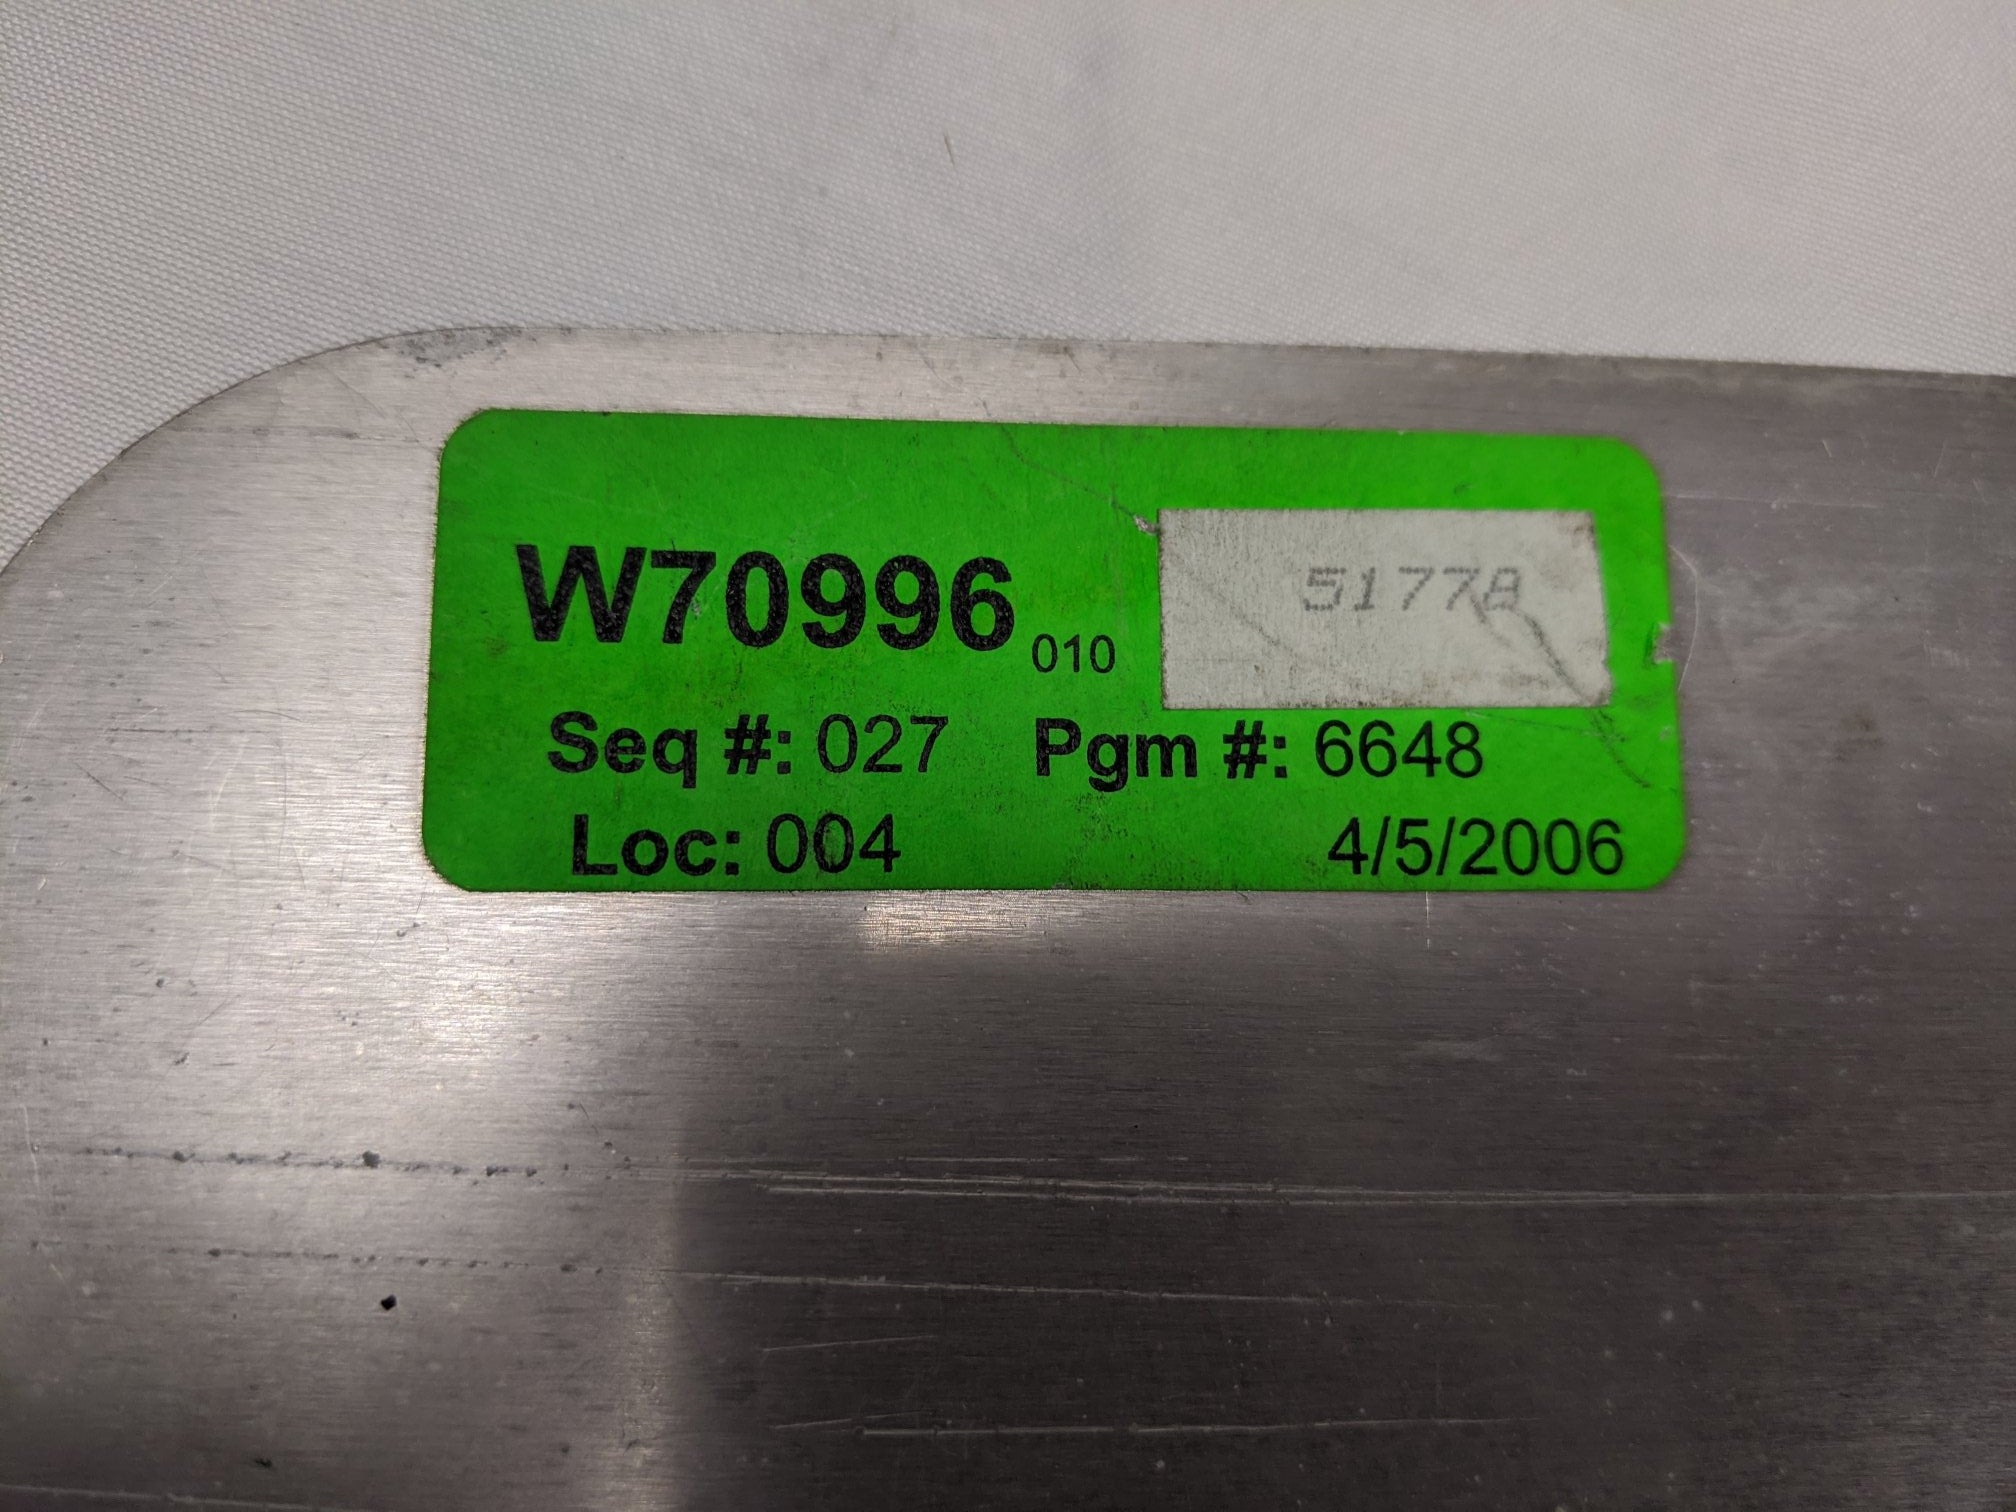 W70996 010
51778
Seq #: 027 Pgm #: 6648
Loc: 004 4/5/2006